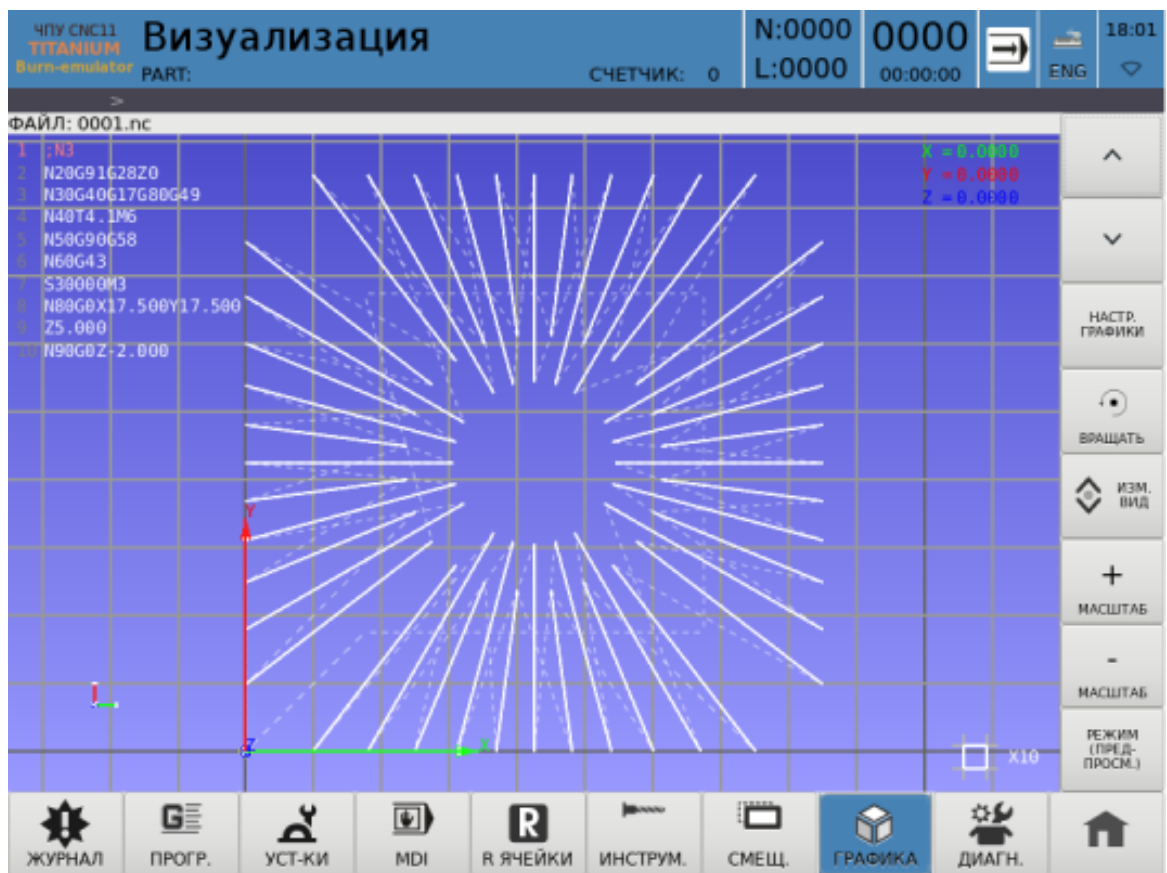 ЧПУ CNC11
TITANIUM
Burn-emulator
Визуализация
PART:
СЧЕТЧИК: 0
N:0000
L:0000
0000
00:00:00
ENG
18:01
>
ФАЙЛ: 0001.nc
1 ;N3
2 N20G91G28Z0
3 N30G40G17G80G49
4 N40T4.1M6
5 N50G90G58
6 N60G43
7 S30000M3
8 N80G0X17.500Y17.500
9 Z5.000
10 N90G0Z-2.000
X =0.0000
Y =0.0000
Z =0.0000
Y
Z
X
X10
НАСТР.
ГРАФИКИ
ВРАЩАТЬ
ИЗМ.
ВИД
+
МАСШТАБ
-
МАСШТАБ
РЕЖИМ
(ПРЕД-
ПРОСМ.)
ЖУРНАЛ
G
ПРОГР.
УСТ-КИ
MDI
R
R ЯЧЕЙКИ
ИНСТРУМ.
СМЕЩ.
ГРАФИКА
ДИАГН.